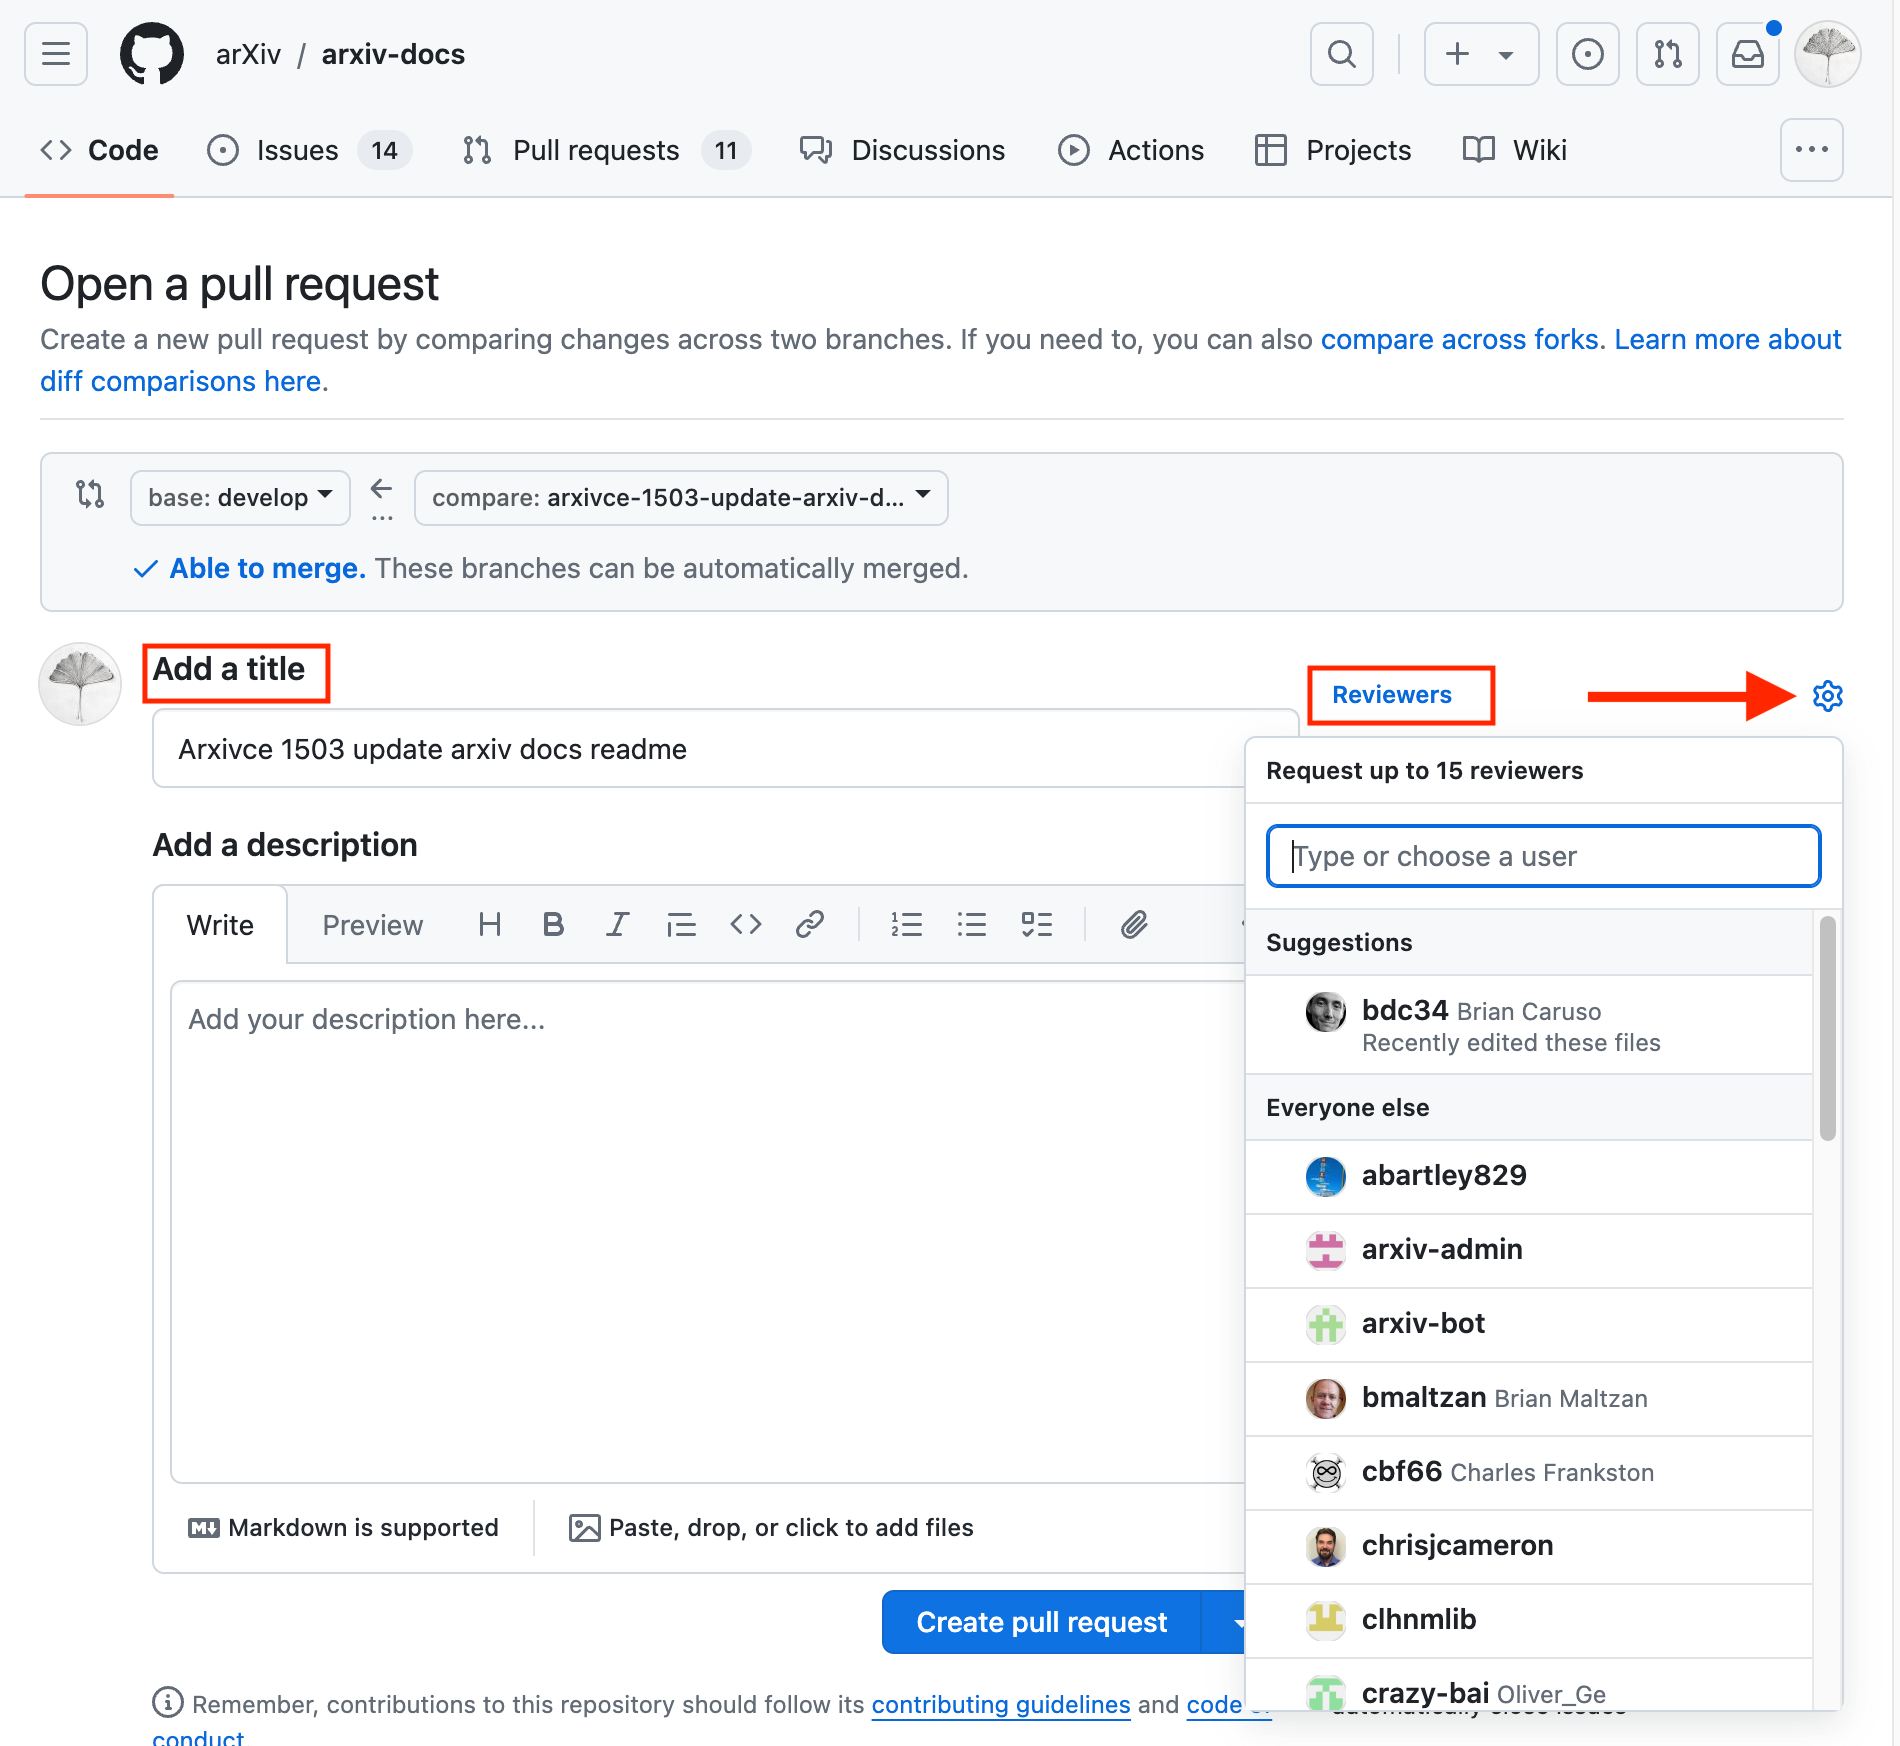 arXiv / arxiv-docs
Code
Issues 14
Pull requests 11
Discussions
Actions
Projects
Wiki
Open a pull request
Create a new pull request by comparing changes across two branches. If you need to, you can also compare across forks. Learn more about
diff comparisons here.
base: develop
compare: arxivce-1503-update-arxiv-d...
Able to merge. These branches can be automatically merged.
Add a title
Arxivce 1503 update arxiv docs readme
Add a description
Write
Preview
Add your description here...
Markdown is supported
Paste, drop, or click to add files
Create pull request
Remember, contributions to this repository should follow its contributing guidelines and code of
conduct
Reviewers
Request up to 15 reviewers
Type or choose a user
Suggestions
bdc34 Brian Caruso
Recently edited these files
Everyone else
abartley829
arxiv-admin
arxiv-bot
bmaltzan Brian Maltzan
cbf66 Charles Frankston
chrisjcameron
clhnmlib
crazy-bai Oliver_Ge
automatically close issues